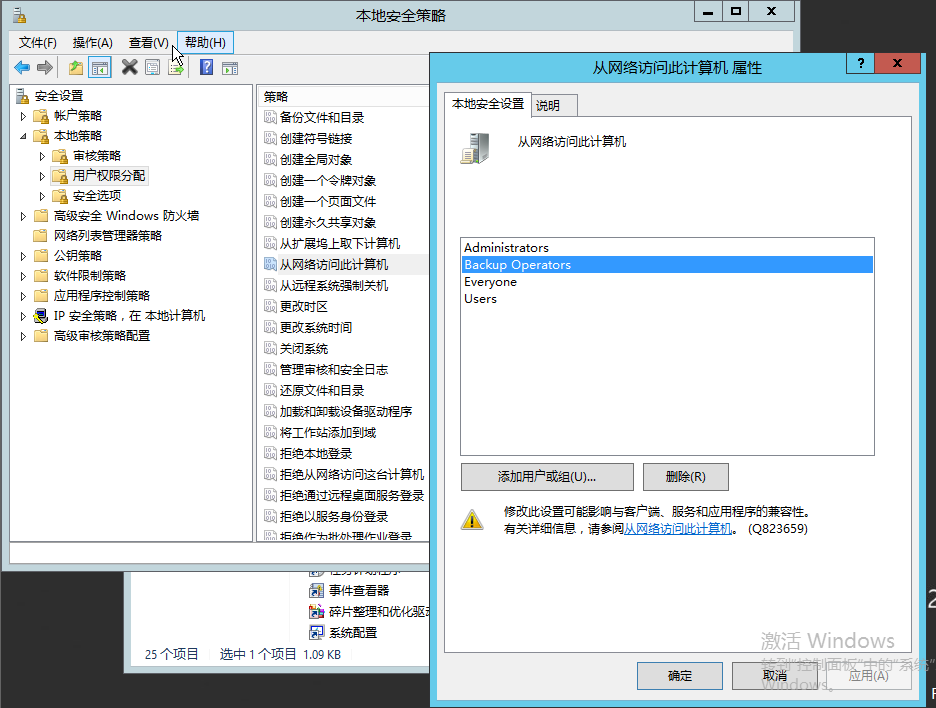 本地安全策略
文件(F) 操作(A) 查看(V) 帮助(H)
安全设置
帐户策略
本地策略
审核策略
用户权限分配
安全选项
高级安全 Windows 防火墙
网络列表管理器策略
公钥策略
软件限制策略
应用程序控制策略
IP 安全策略，在 本地计算机
高级审核策略配置
策略
备份文件和目录
创建符号链接
创建全局对象
创建一个令牌对象
创建一个页面文件
创建永久共享对象
从扩展坞上取下计算机
从网络访问此计算机
从远程系统强制关机
更改时区
更改系统时间
关闭系统
管理审核和安全日志
还原文件和目录
加载和卸载设备驱动程序
将工作站添加到域
拒绝本地登录
拒绝从网络访问这台计算机
拒绝通过远程桌面服务登录
拒绝以服务身份登录
拒绝作为批处理作业登录
任务计划程序
事件查看器
碎片整理和优化驱动
系统配置
25 个项目 选中 1 个项目 1.09 KB
从网络访问此计算机 属性
? x
本地安全设置 说明
从网络访问此计算机
Administrators
Backup Operators
Everyone
Users
添加用户或组(U)... 删除(R)
修改此设置可能影响与客户端、服务和应用程序的兼容性。
有关详细信息，请参阅从网络访问此计算机。 (Q823659)
激活 Windows
转到"控制面板"中的"系统"
Windows。
确定 取消 应用(A)
2